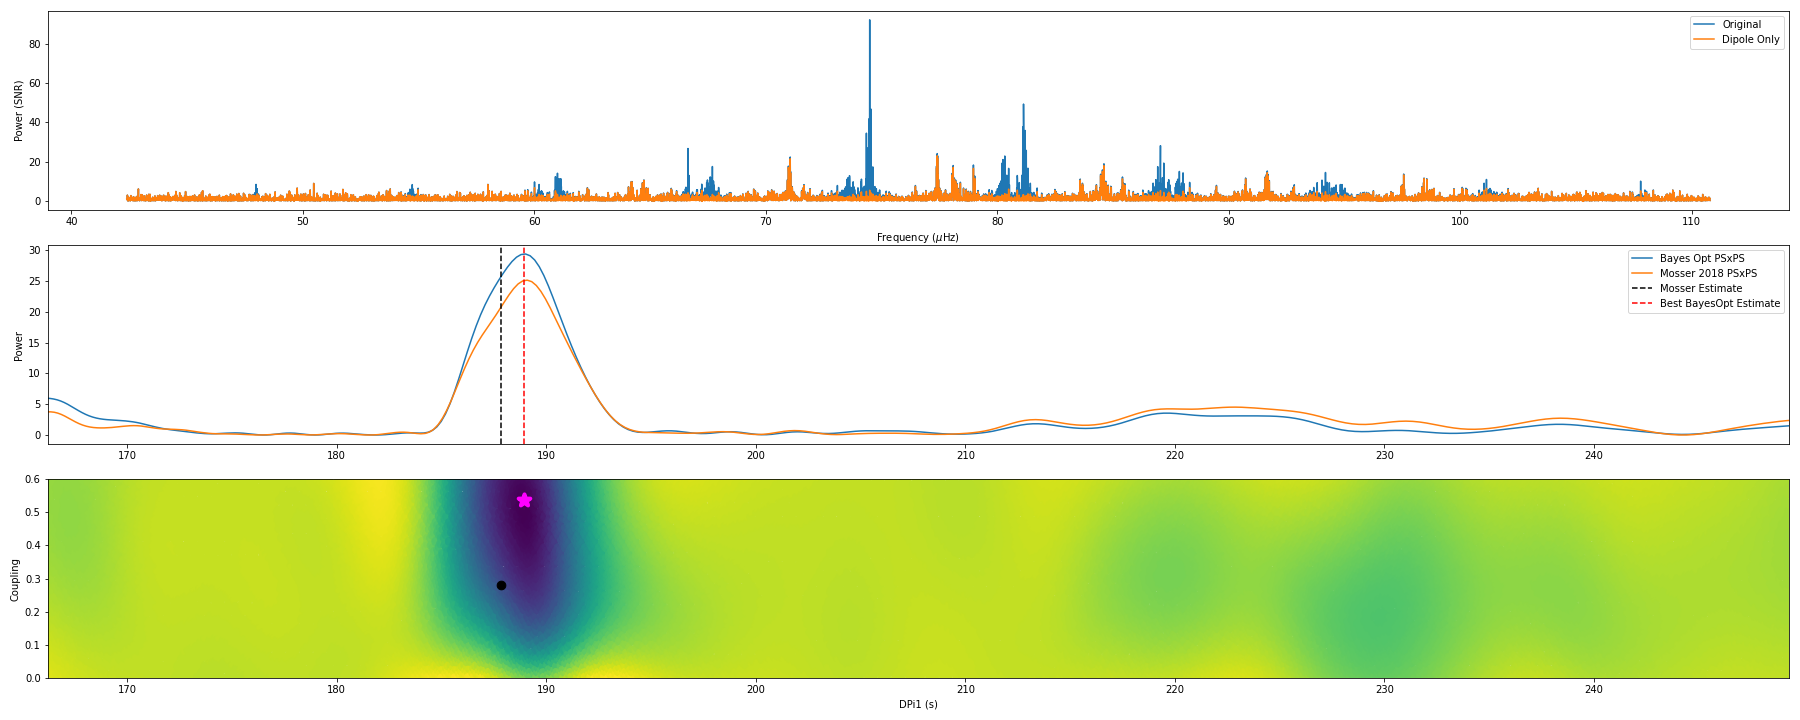 Power (SNR)
80
60
40
20
0
Original
Dipole Only
40 50 60 70 80 90 100 110
Frequency (μHz)
Power
30
25
20
15
10
5
0
Bayes Opt PSxPS
Mosser 2018 PSxPS
Mosser Estimate
Best BayesOpt Estimate
170 180 190 200 210 220 230 240
Coupling
0.6
0.5
0.4
0.3
0.2
0.1
0.0
170 180 190 200 210 220 230 240
DPi1 (s)